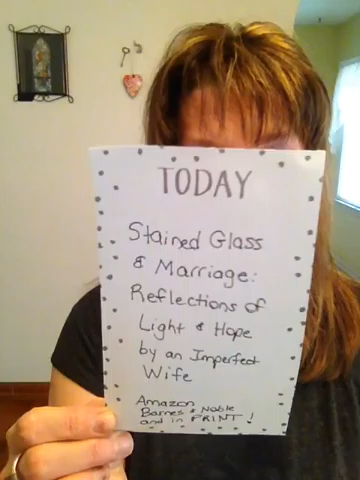 TODAY
Stained Glass
& Marriage:
Reflections of
Light & Hope
by an Imperfect
Wife
Amazon
Barnes & Noble
and in PRINT!